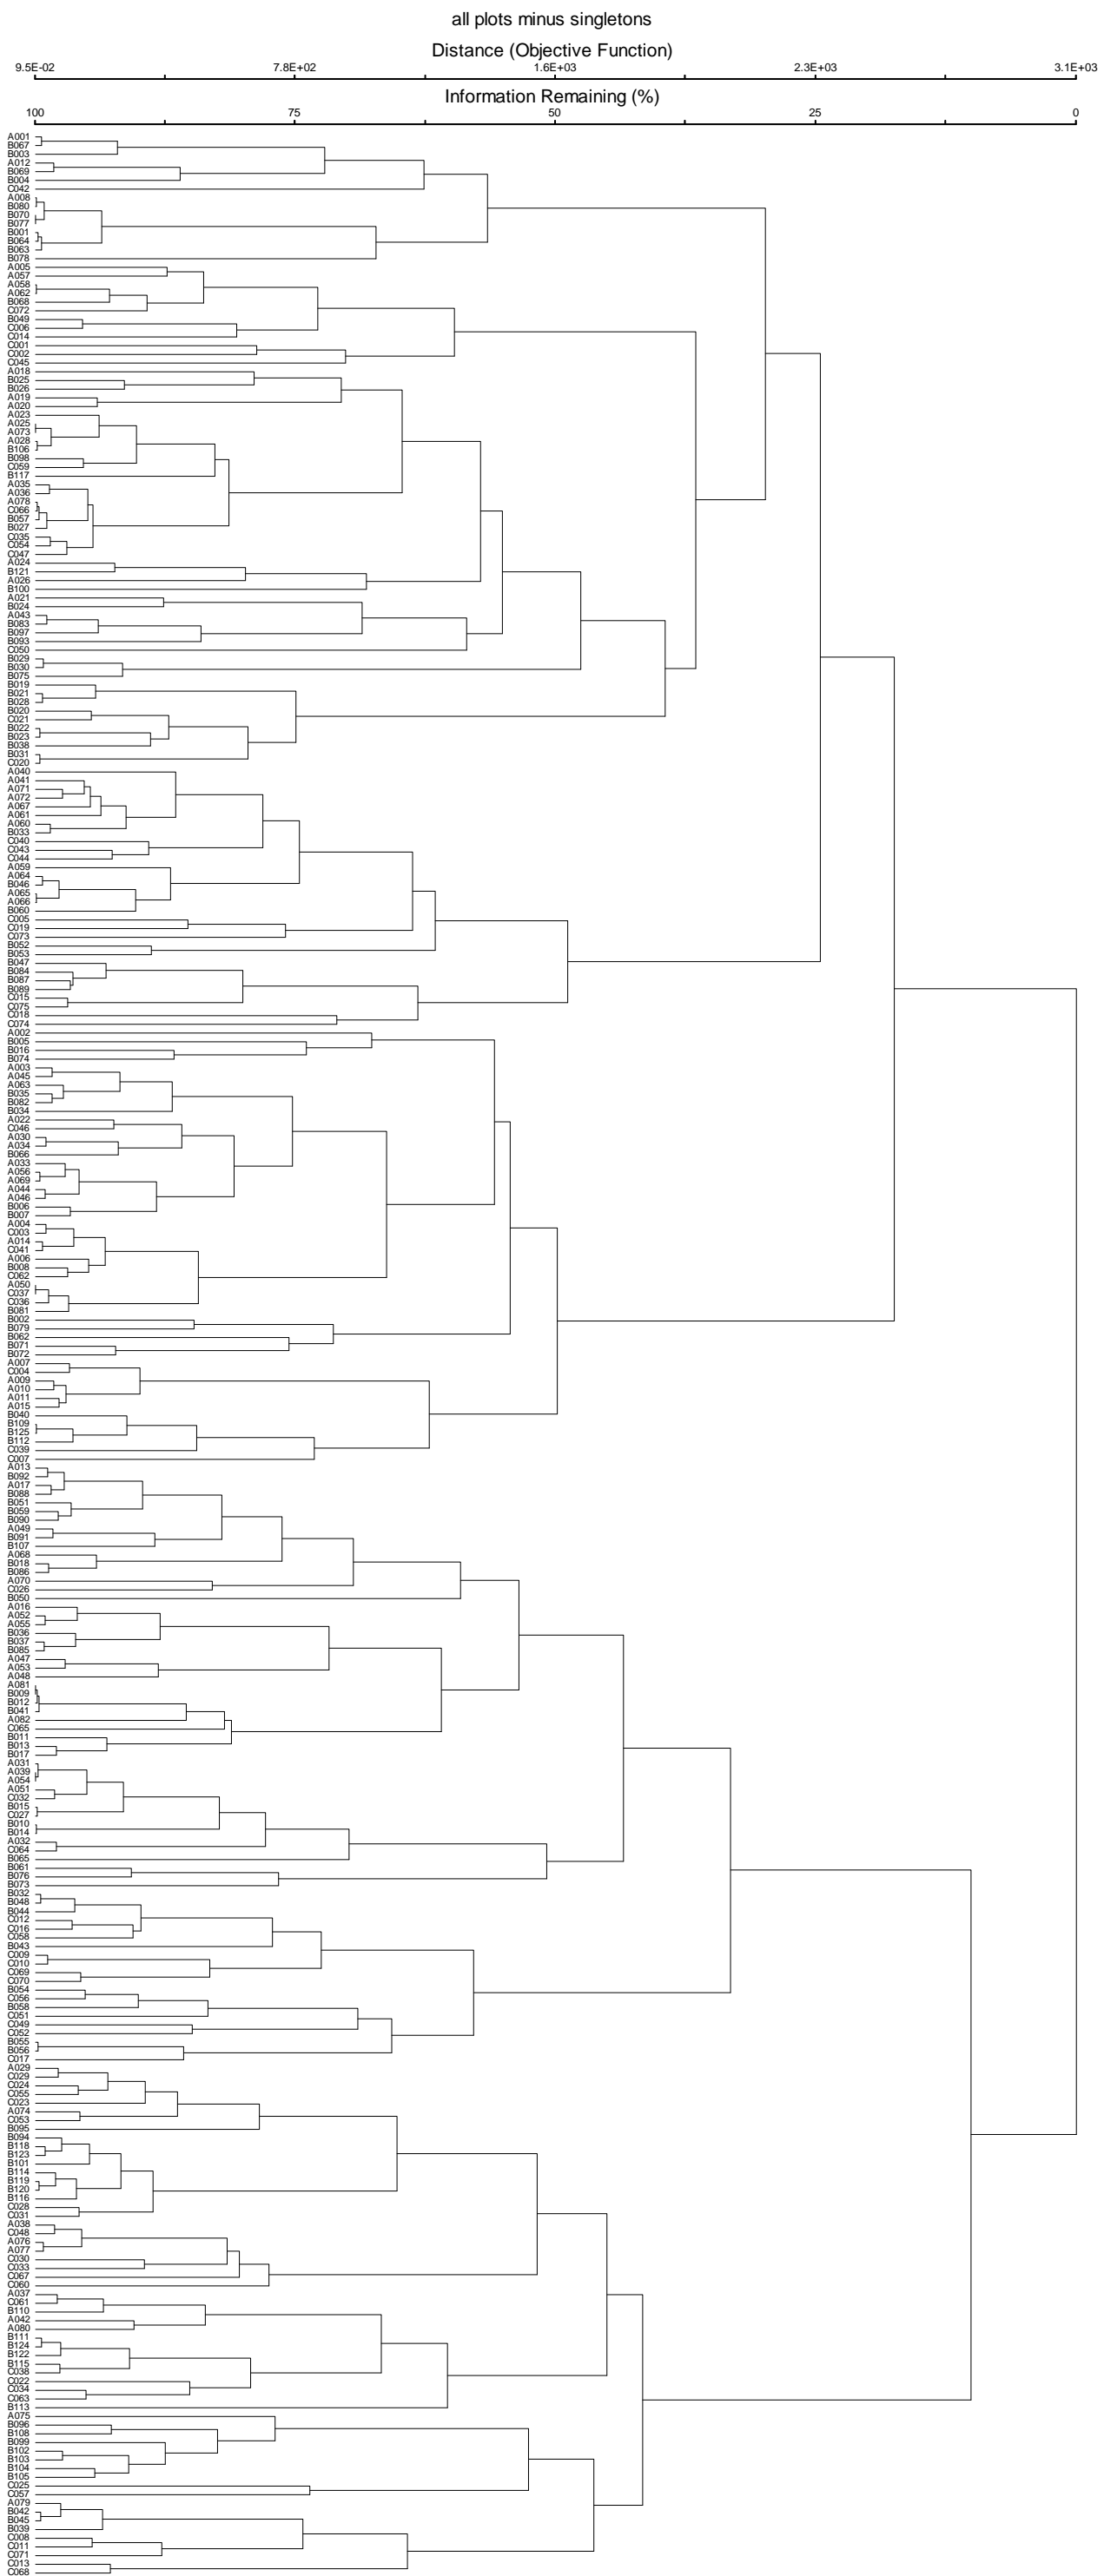 all plots minus singletons
Distance (Objective Function)
9.5E-02 7.8E+02 1.6E+03 2.3E+03 3.1E+03
Information Remaining (%)
100 75 50 25 0
A001
B067
B003
A012
B069
B004
C042
A008
B080
B070
B077
B001
B064
B063
B078
A005
A057
A058
A062
B068
C072
B049
C006
C014
C001
C002
C045
A018
B025
B026
A019
A020
A023
A025
A073
A028
B106
B098
C059
B117
A035
A036
A078
C066
B057
B027
C035
C054
C047
A024
B121
A026
B100
A021
B024
A043
B083
B097
B093
C050
B029
B030
B075
B019
B021
B028
B020
C021
B022
B023
B038
B031
C020
A040
A041
A071
A072
A067
A061
A060
B033
C040
C043
C044
A059
A064
B046
A065
A066
B060
C005
C019
C073
B052
B053
B047
B084
B087
B089
C015
C075
C018
C074
A002
B005
B016
B074
A003
A045
A063
B035
B082
B034
A022
C046
A030
A034
B066
A033
A056
A069
A044
A046
B006
B007
A004
C003
A014
C041
A006
B008
C062
A050
C037
C036
B081
B002
B079
B062
B071
B072
A007
C004
A009
A010
A011
A015
B040
B109
B125
B112
C039
C007
A013
B092
A017
B088
B051
B059
B090
A049
B091
B107
A068
B018
B086
A070
C026
B050
A016
A052
A055
B036
B037
B085
A047
A053
A048
A081
B009
B012
B041
A082
C065
B011
B013
B017
A031
A039
A054
A051
C032
B015
C027
B010
B014
A032
C064
B065
B061
B076
B073
B032
B048
B044
C012
C016
C058
B043
C009
C010
C069
C070
B054
C056
B058
C051
C049
C052
B055
B056
C017
A029
C029
C024
C055
C023
A074
C053
B095
B094
B118
B123
B101
B114
B119
B120
B116
C028
C031
A038
C048
A076
A077
C030
C033
C067
C060
A037
C061
B110
A042
A080
B111
B124
B122
B115
C038
C022
C034
C063
B113
A075
B096
B108
B099
B102
B103
B104
B105
C025
C057
A079
B042
B045
B039
C008
C011
C071
C013
C068